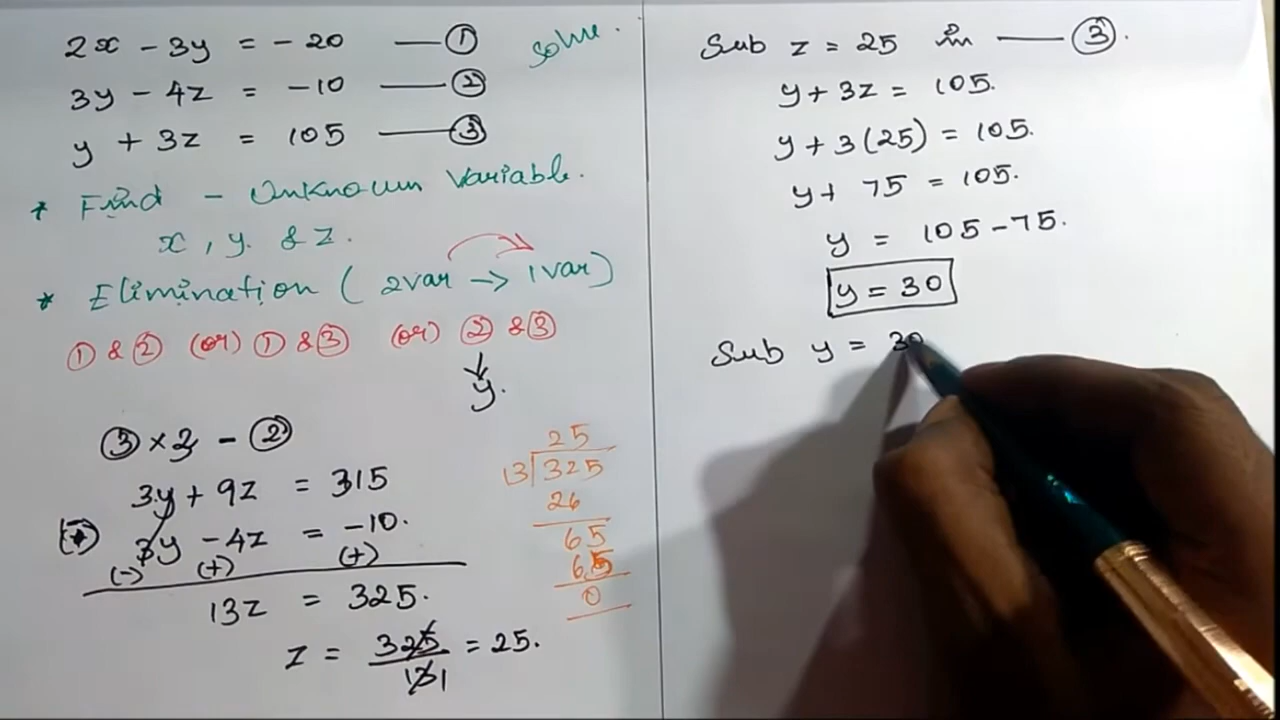 2x - 3y = -20 —— ①
solve.
3y - 4z = -10 —— ②
y + 3z = 105 —— ③
* Find - Unknown Variable.
x, y & z.
* Elimination ( 2var → 1var )
① & ② (or) ① & ③ (or) ② & ③
↓
y.
③ × 3 - ②
3y + 9z = 315
(-) 3y - 4z = -10.
(-) (+) (+)
13z = 325.
z = 325/13 1 = 25.
25
13 325
26
65
65
0
Sub z = 25 in —— ③.
y + 3z = 105.
y + 3(25) = 105.
y + 75 = 105.
y = 105 - 75.
y = 30
Sub y = 30